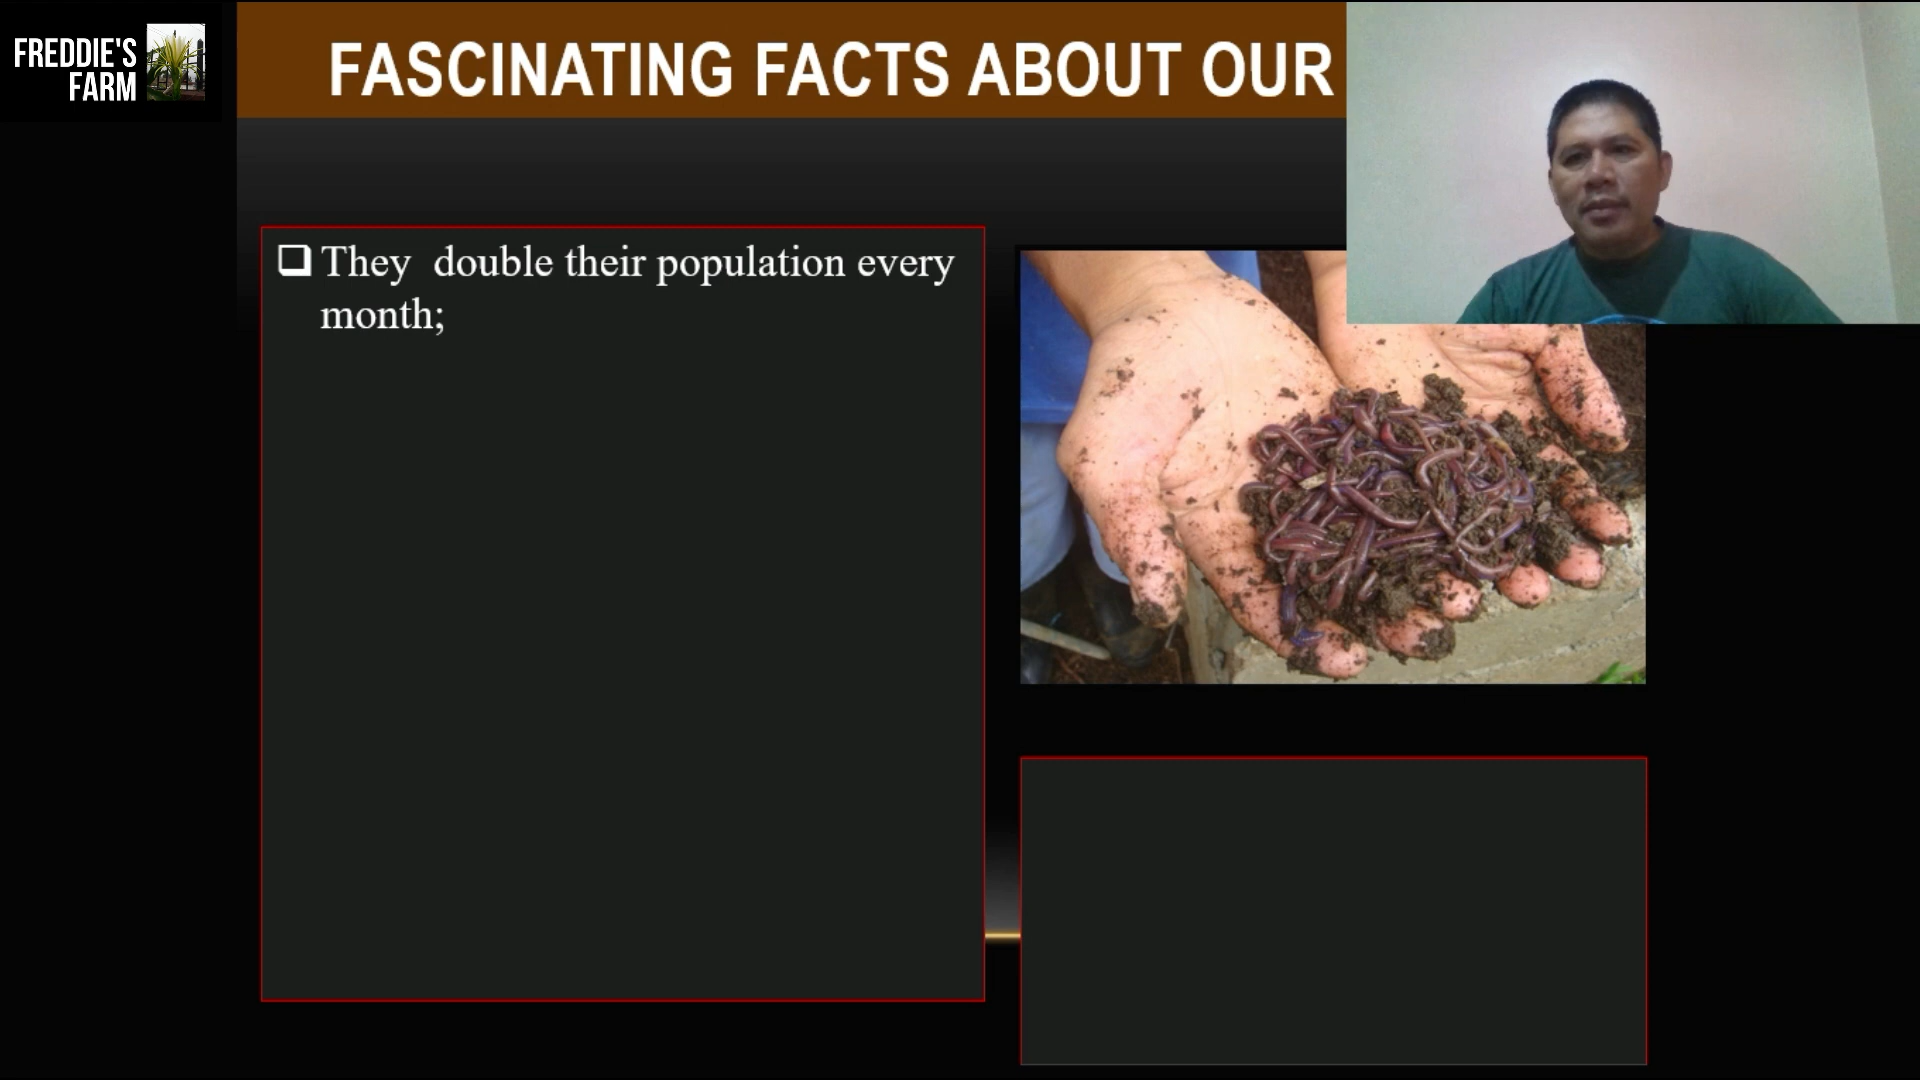 FREDDIE'S
FARM
FASCINATING FACTS ABOUT OUR
They double their population every
month;